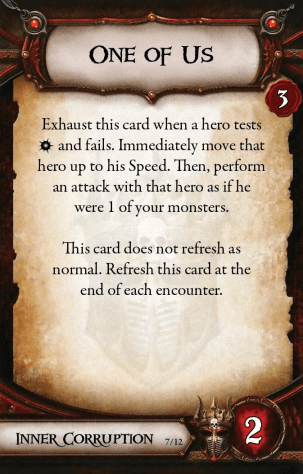 One of Us
3
Exhaust this card when a hero tests
and fails. Immediately move that
hero up to his Speed. Then, perform
an attack with that hero as if he
were 1 of your monsters.
This card does not refresh as
normal. Refresh this card at the
end of each encounter.
Inner Corruption 7/12
2